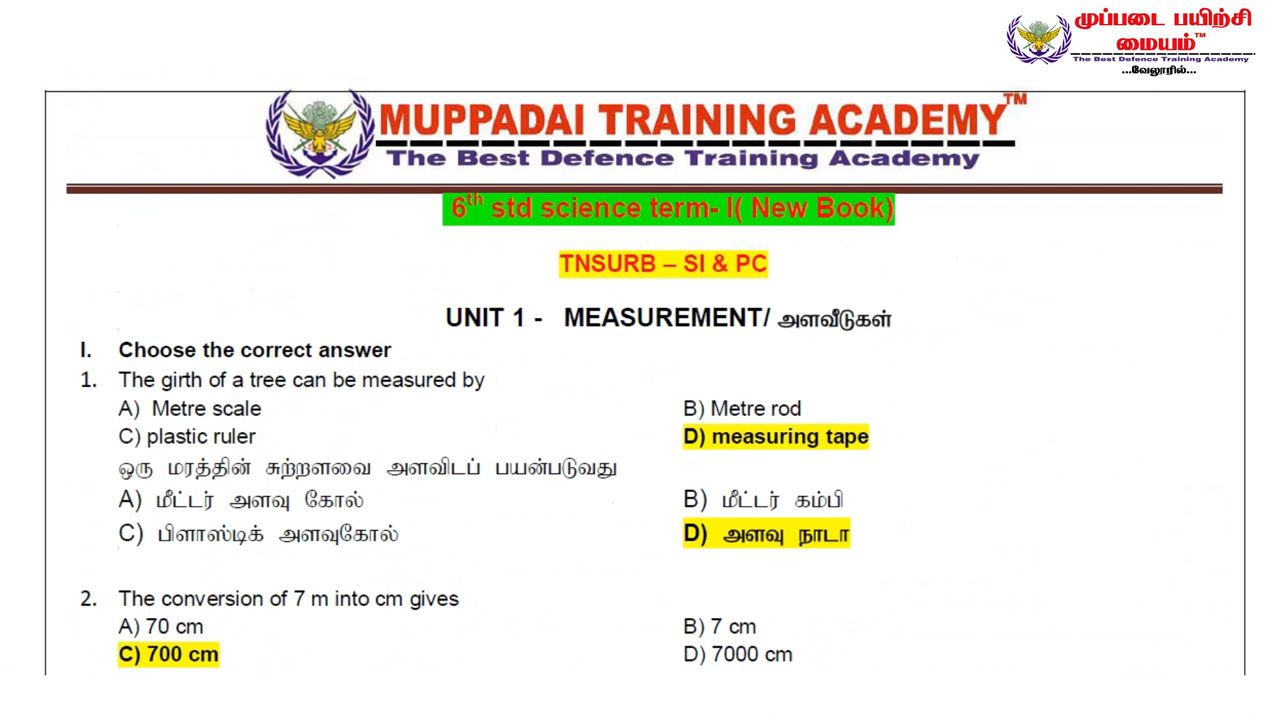 முப்படை பயிற்சி
மையம்™
The Best Defence Training Academy
...வேலூரில்...
MUPPADAI TRAINING ACADEMY™
The Best Defence Training Academy
6th std science term- I( New Book)
TNSURB – SI & PC
UNIT 1 - MEASUREMENT/ அளவீடுகள்
I. Choose the correct answer
1. The girth of a tree can be measured by
A) Metre scale B) Metre rod
C) plastic ruler D) measuring tape
ஒரு மரத்தின் சுற்றளவை அளவிடப் பயன்படுவது
A) மீட்டர் அளவு கோல் B) மீட்டர் கம்பி
C) பிளாஸ்டிக் அளவுகோல் D) அளவு நாடா
2. The conversion of 7 m into cm gives
A) 70 cm B) 7 cm
C) 700 cm D) 7000 cm